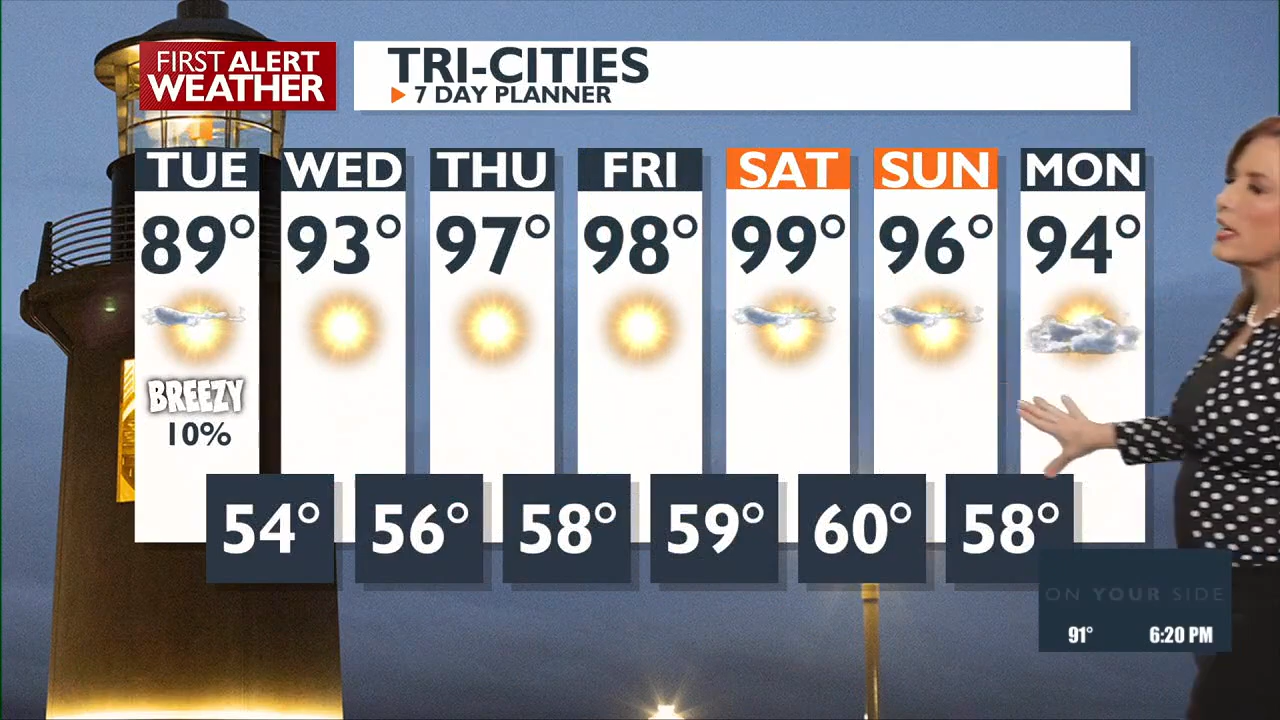 FIRST ALERT
WEATHER
TRI-CITIES
7 DAY PLANNER
TUE WED THU FRI SAT SUN MON
89° 93° 97° 98° 99° 96° 94°
BREEZY
10%
54° 56° 58° 59° 60° 58°
ON YOUR SIDE
91° 6:20 PM